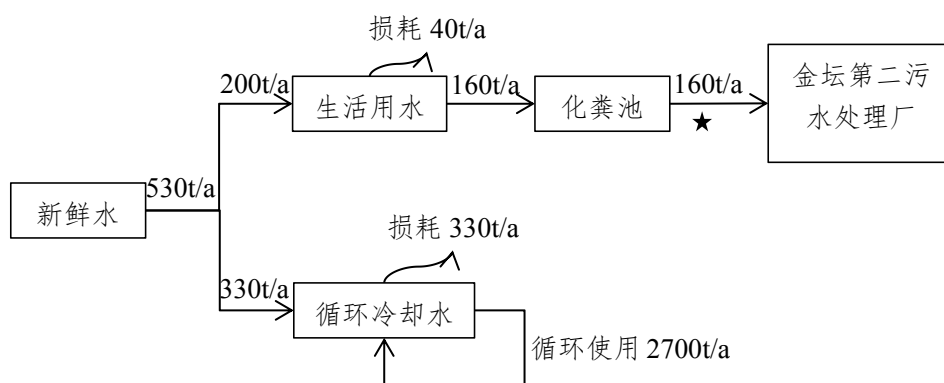 损耗 40t/a
200t/a
生活用水
160t/a
化粪池
160t/a
★
金坛第二污
水处理厂
新鲜水
530t/a
损耗 330t/a
330t/a
循环冷却水
循环使用 2700t/a